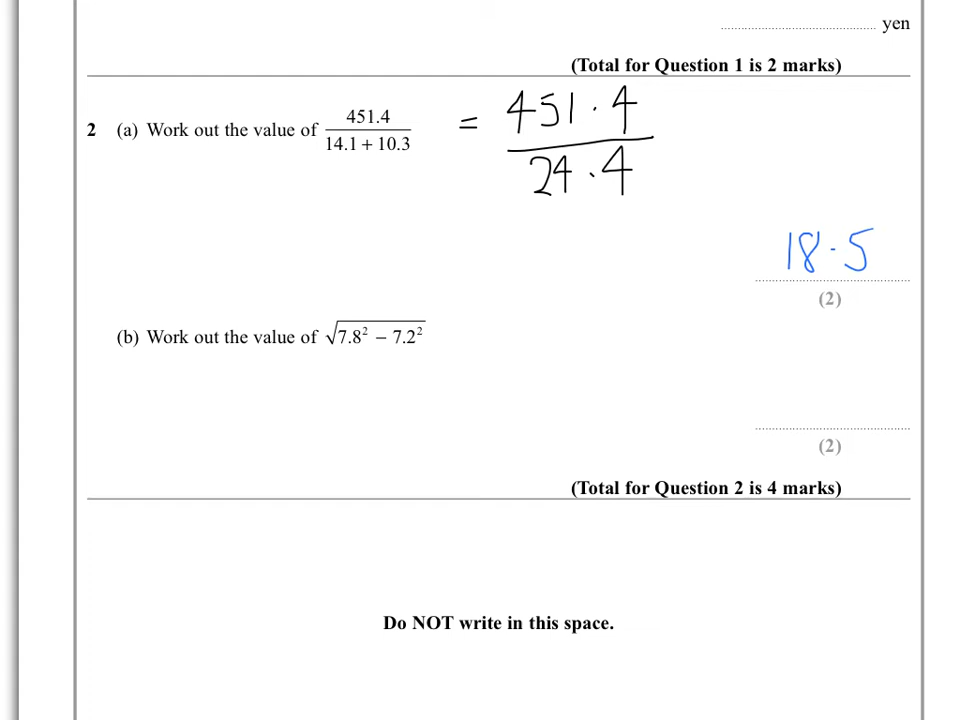 .......................................... yen
(Total for Question 1 is 2 marks)
2 (a) Work out the value of 451.4 / (14.1 + 10.3) = 451·4 / 24·4
18·5
(2)
(b) Work out the value of √(7.8² − 7.2²)
..........................................
(2)
(Total for Question 2 is 4 marks)
Do NOT write in this space.